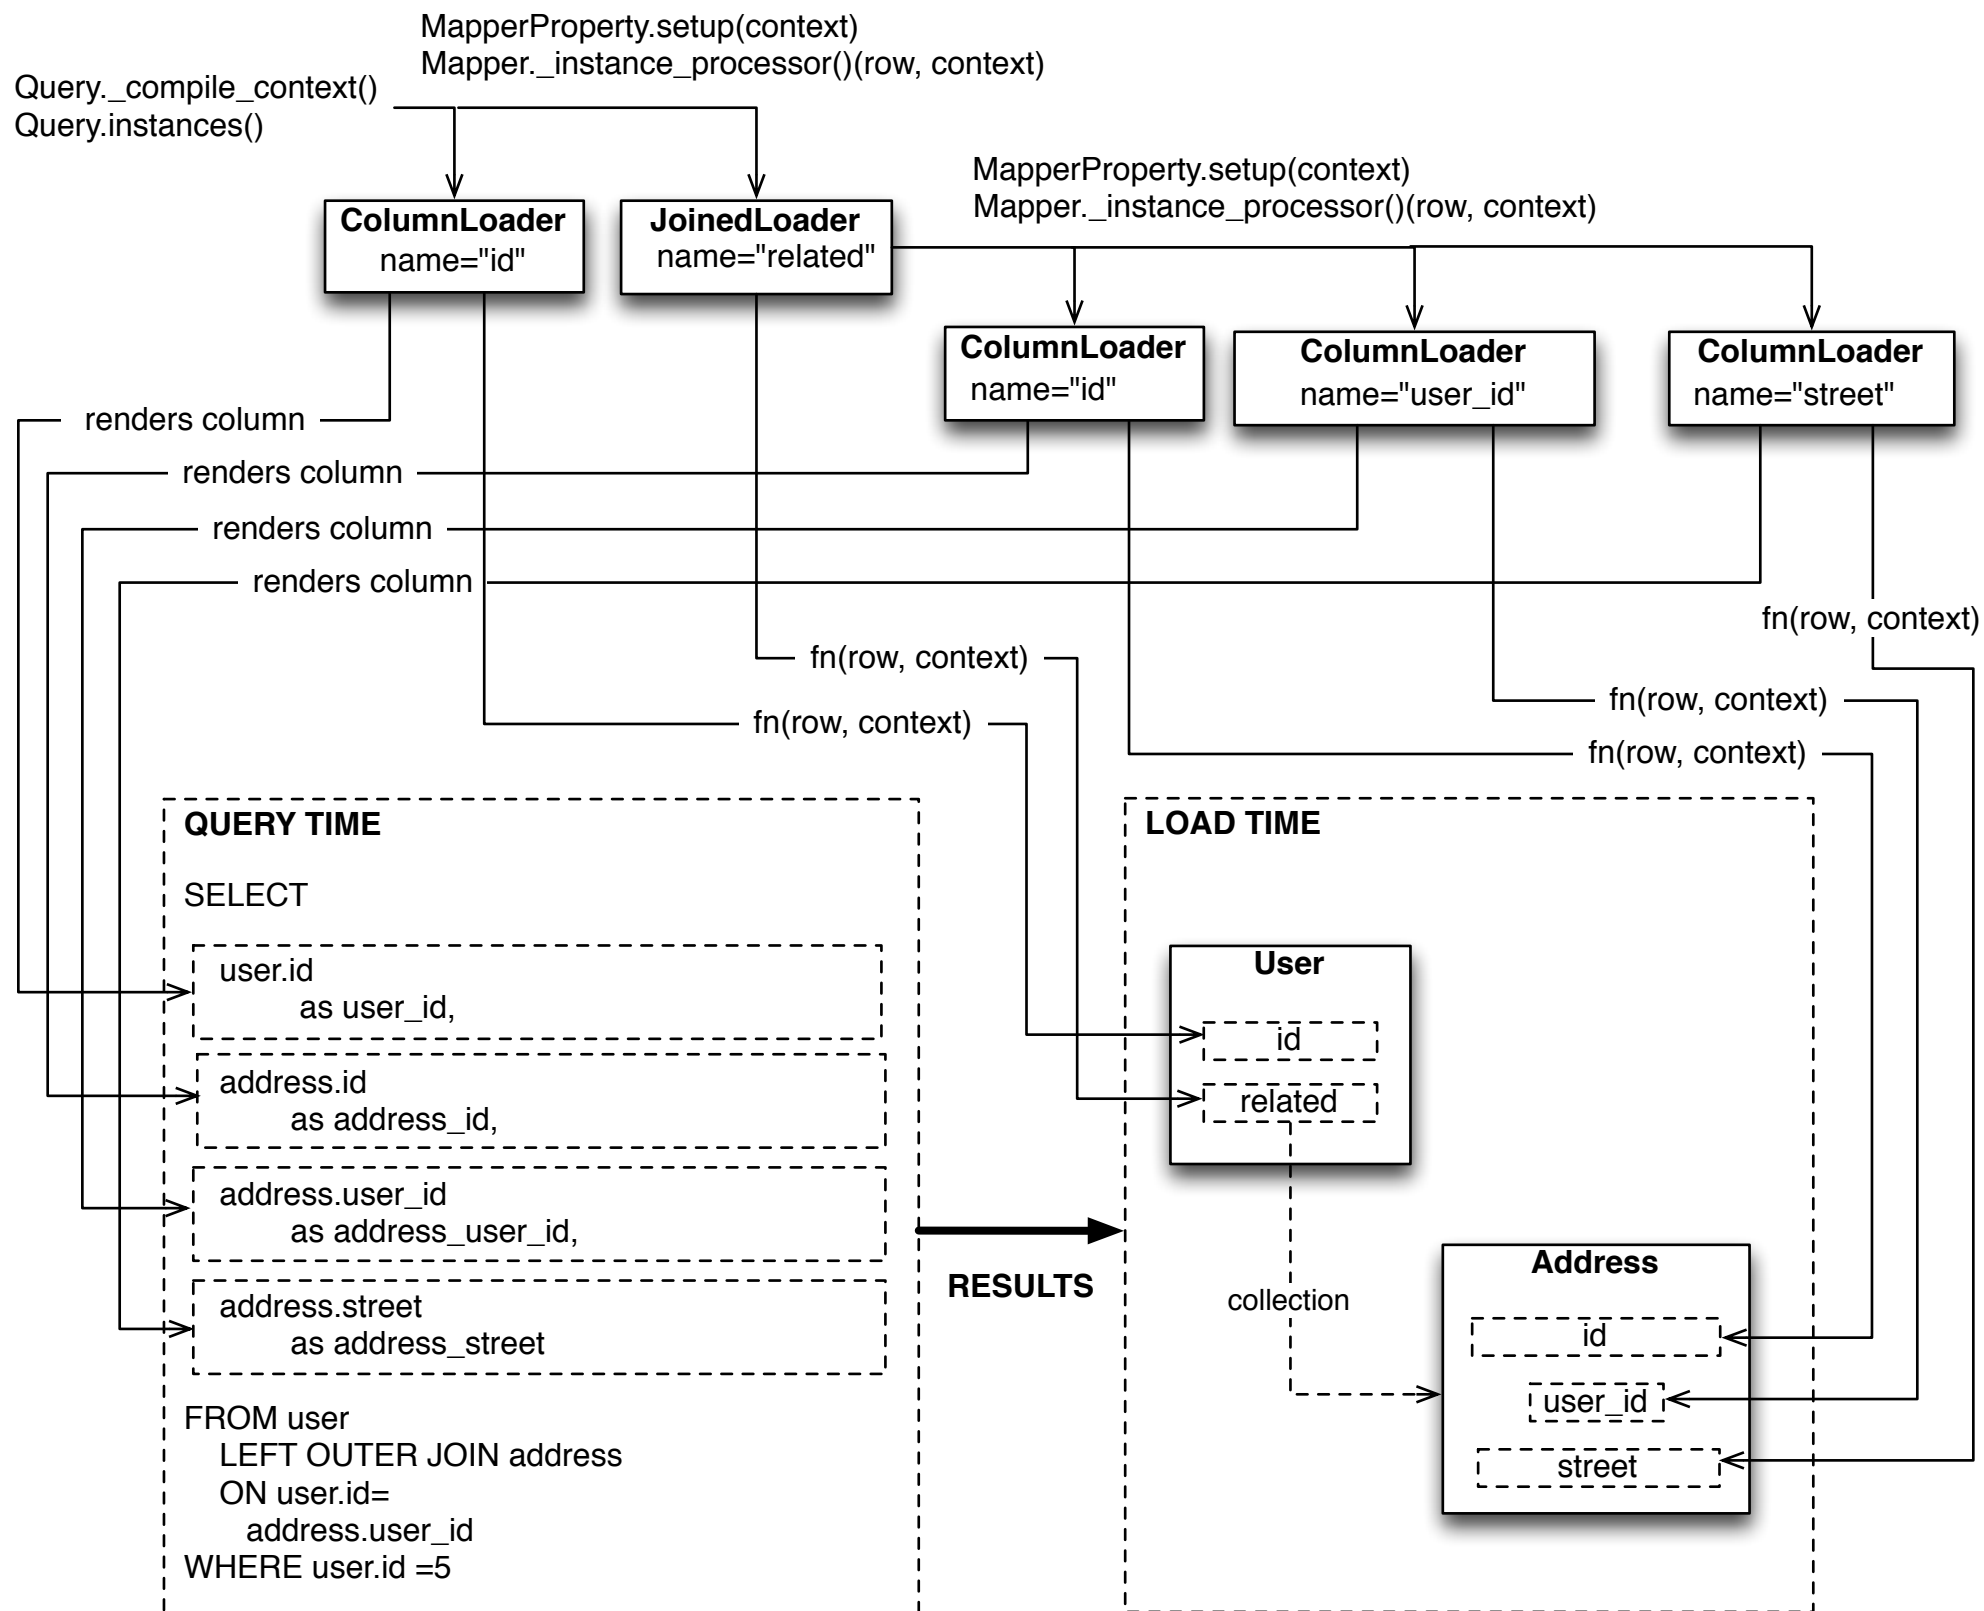 MapperProperty.setup(context)
Mapper._instance_processor()(row, context)
Query._compile_context()
Query.instances()
MapperProperty.setup(context)
Mapper._instance_processor()(row, context)
ColumnLoader
name="id"
JoinedLoader
name="related"
ColumnLoader
name="id"
ColumnLoader
name="user_id"
ColumnLoader
name="street"
renders column
renders column
renders column
renders column
fn(row, context)
fn(row, context)
fn(row, context)
fn(row, context)
fn(row, context)
QUERY TIME
SELECT
user.id
as user_id,
address.id
as address_id,
address.user_id
as address_user_id,
address.street
as address_street
FROM user
LEFT OUTER JOIN address
ON user.id=
address.user_id
WHERE user.id =5
RESULTS
LOAD TIME
User
id
related
collection
Address
id
user_id
street